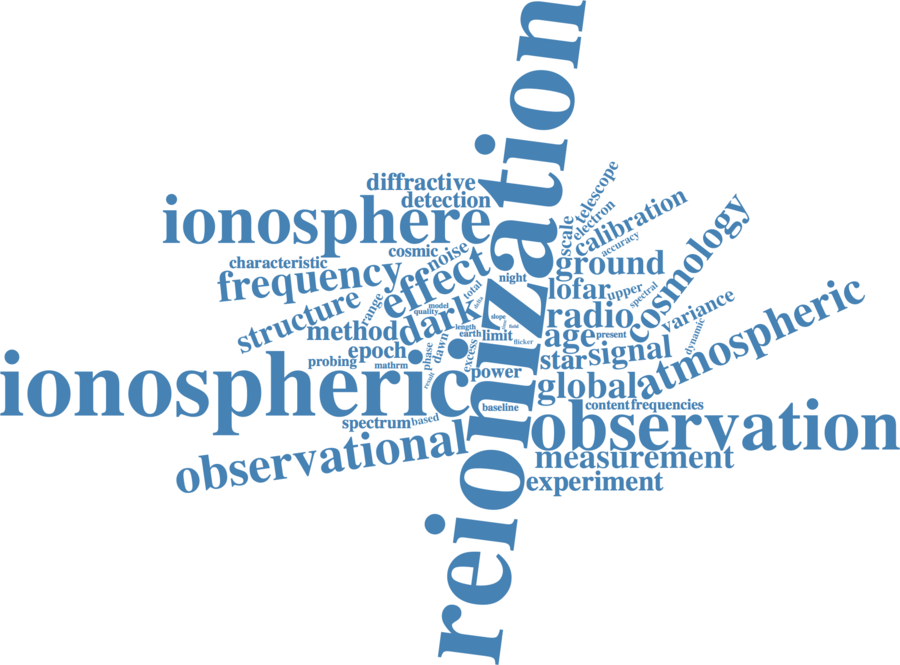 reionization
diffractive
detection
ionosphere
cosmic
noise
characteristic
frequency
effect
structure
range
dark
total
delta
model
quality
method
epoch
probing
mathrm
phase
dawn
result
length
earth
limit
excess
power
slope
field
flicker
night
ionospheric
baseline
spectrum
based
observational
telescope
electron
scale
calibration
accuracy
ground
cosmology
lofar
upper
spectral
radio
variance
age
present
dynamic
star
signal
atmospheric
global
content
frequencies
observation
measurement
experiment